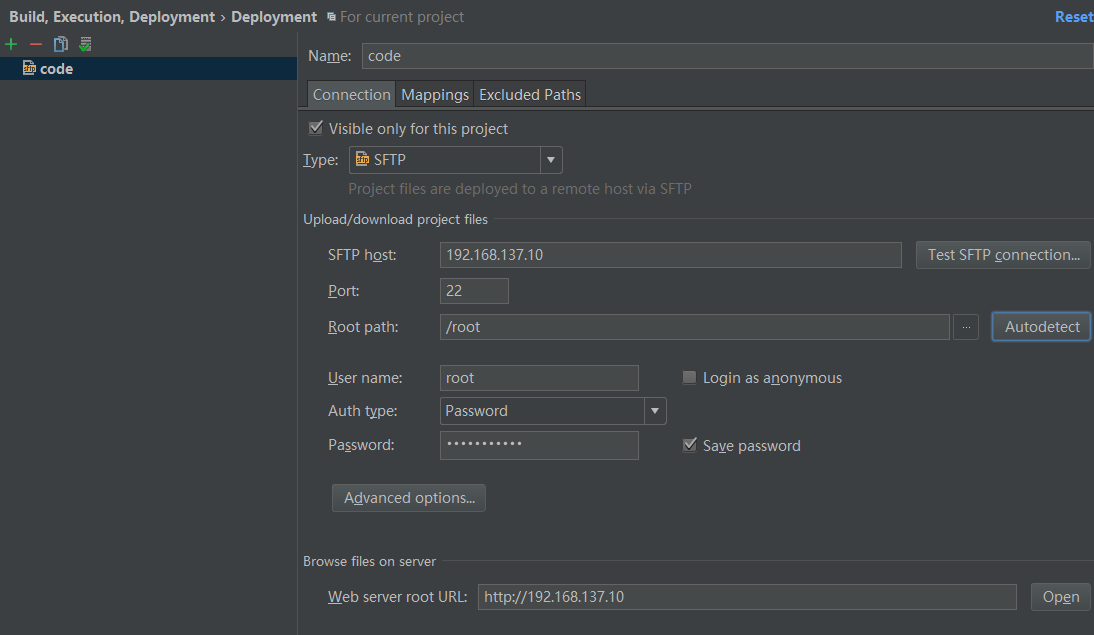 Build, Execution, Deployment › Deployment For current project Reset
code
Name: code
Connection Mappings Excluded Paths
Visible only for this project
Type: SFTP
Project files are deployed to a remote host via SFTP
Upload/download project files
SFTP host: 192.168.137.10 Test SFTP connection...
Port: 22
Root path: /root ... Autodetect
User name: root Login as anonymous
Auth type: Password
Password: •••••••••••  Save password
Advanced options...
Browse files on server
Web server root URL: http://192.168.137.10 Open